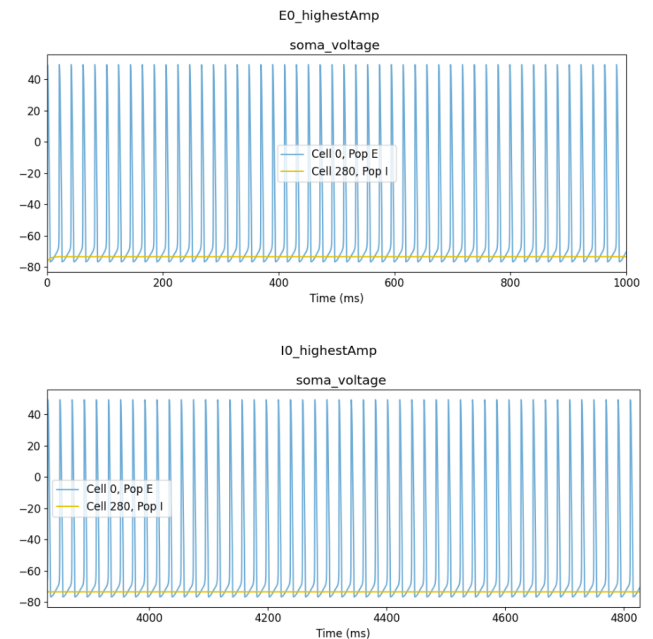 E0_highestAmp
soma_voltage
40
20
0
−20
−40
−60
−80
Cell 0, Pop E
Cell 280, Pop I
0 200 400 600 800 1000
Time (ms)
I0_highestAmp
soma_voltage
40
20
0
−20
−40
−60
−80
Cell 0, Pop E
Cell 280, Pop I
4000 4200 4400 4600 4800
Time (ms)